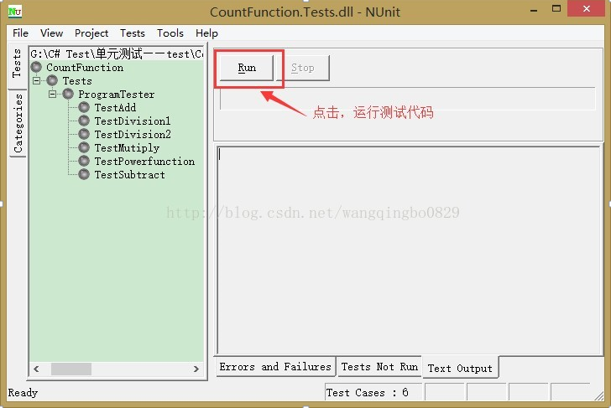 CountFunction.Tests.dll - NUnit
File View Project Tests Tools Help
Tests
Categories
G:\C# Test\单元测试——test\Co
CountFunction
Tests
ProgramTester
TestAdd
TestDivision1
TestDivision2
TestMutiply
TestPowerfunction
TestSubtract
Run
Stop
点击，运行测试代码
http://blog.csdn.net/wangqingbo0829
Errors and Failures
Tests Not Run
Text Output
Ready
Test Cases : 6